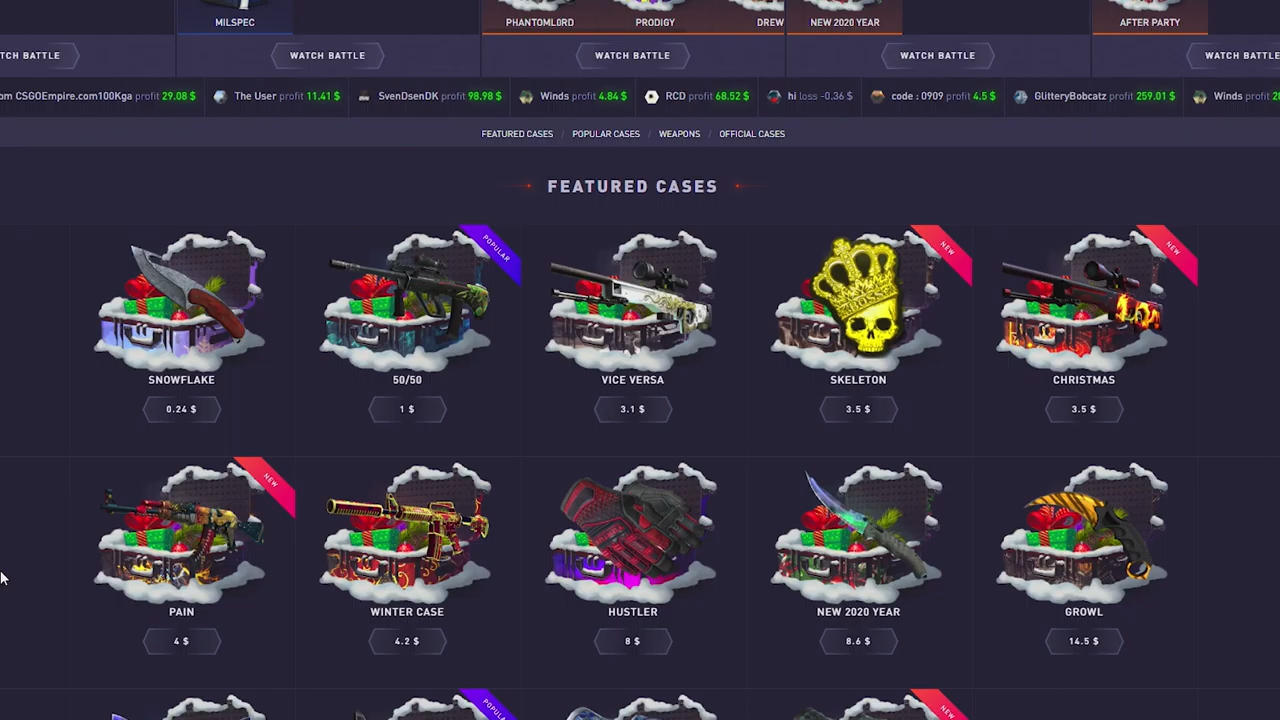 MILSPEC
PHANTOML0RD PRODIGY DREW NEW 2020 YEAR AFTER PARTY
TCH BATTLE WATCH BATTLE WATCH BATTLE WATCH BATTLE WATCH BATTLE
om CSGOEmpire.com100Kga profit 29.08 $ The User profit 11.41 $ SvenDsenDK profit 98.98 $ Winds profit 4.84 $ RCD profit 68.52 $ hi loss -0.36 $ code : 0909 profit 4.5 $ GlitteryBobcatz profit 259.01 $ Winds profit
FEATURED CASES / POPULAR CASES / WEAPONS / OFFICIAL CASES
FEATURED CASES
POPULAR NEW NEW
BOSS
SNOWFLAKE 50/50 VICE VERSA SKELETON CHRISTMAS
0.24 $ 1 $ 3.1 $ 3.5 $ 3.5 $
NEW
PAIN WINTER CASE HUSTLER NEW 2020 YEAR GROWL
4 $ 4.2 $ 8 $ 8.6 $ 14.5 $
POPULAR NEW